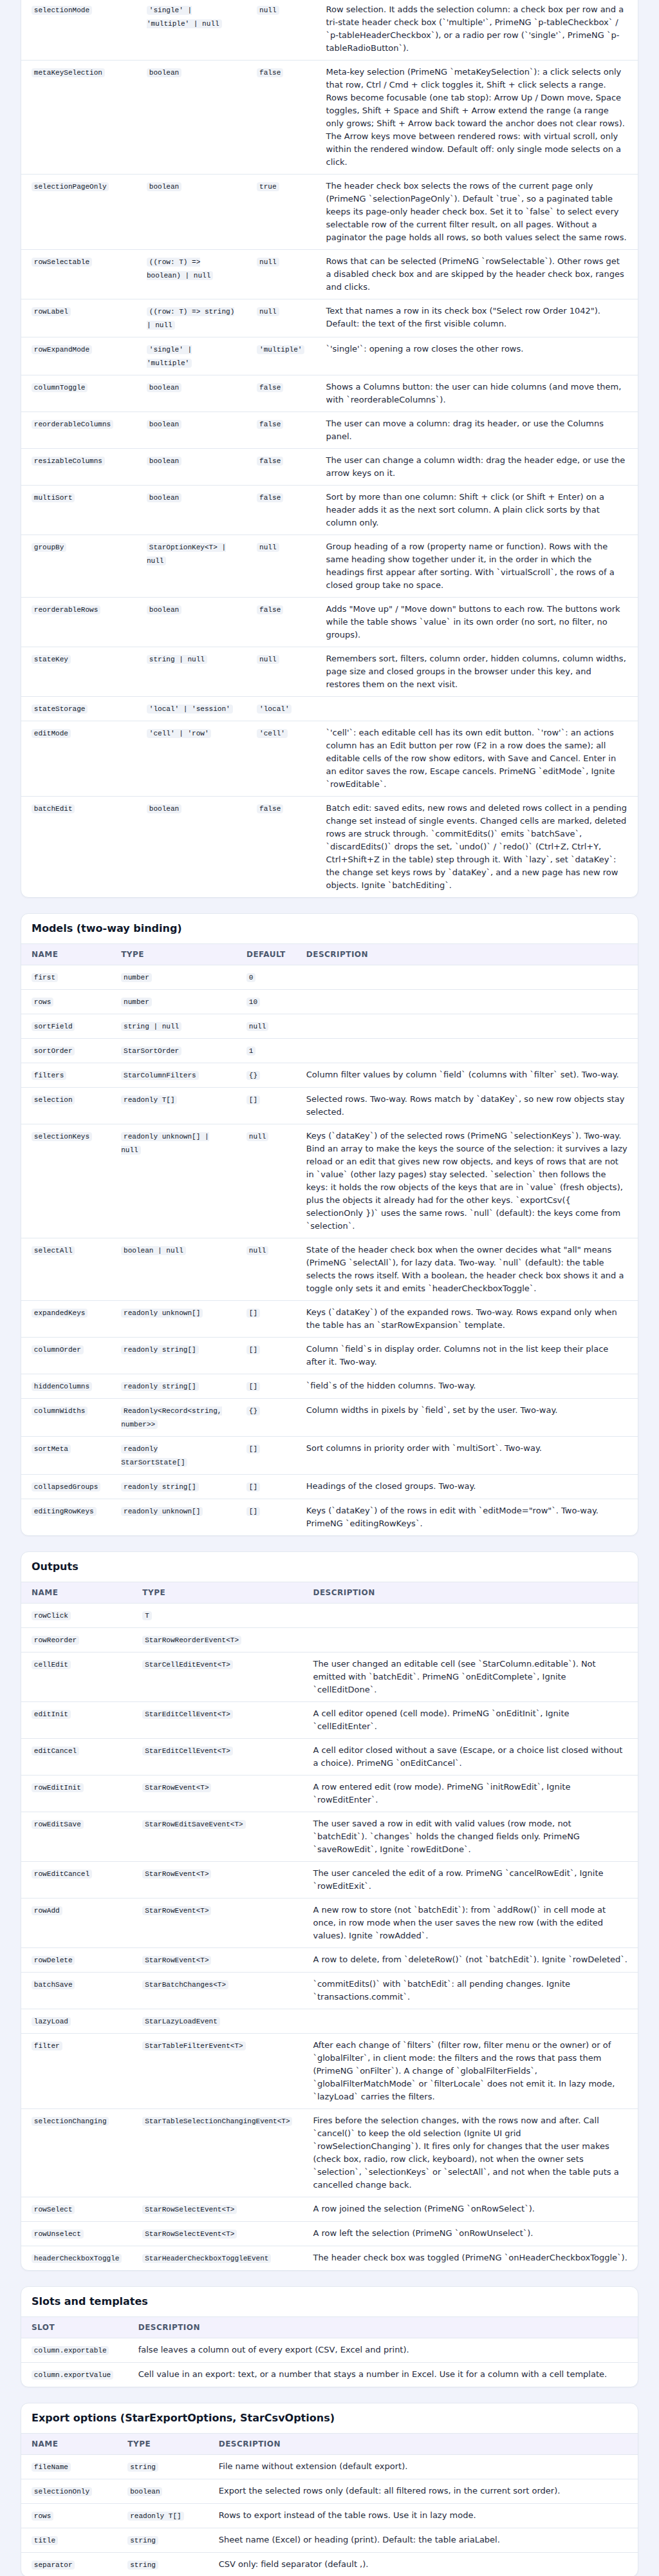 selectionMode 'single' | 'multiple' | null null Row selection. It adds the selection column: a check box per row and a tri-state header check box (`'multiple'`, PrimeNG `p-tableCheckbox` / `p-tableHeaderCheckbox`), or a radio per row (`'single'`, PrimeNG `p-tableRadioButton`).
metaKeySelection boolean false Meta-key selection (PrimeNG `metaKeySelection`): a click selects only that row, Ctrl / Cmd + click toggles it, Shift + click selects a range. Rows become focusable (one tab stop): Arrow Up / Down move, Space toggles, Shift + Space and Shift + Arrow extend the range (a range only grows; Shift + Arrow back toward the anchor does not clear rows). The Arrow keys move between rendered rows: with virtual scroll, only within the rendered window. Default off: only single mode selects on a click.
selectionPageOnly boolean true The header check box selects the rows of the current page only (PrimeNG `selectionPageOnly`). Default `true`, so a paginated table keeps its page-only header check box. Set it to `false` to select every selectable row of the current filter result, on all pages. Without a paginator the page holds all rows, so both values select the same rows.
rowSelectable ((row: T) => boolean) | null null Rows that can be selected (PrimeNG `rowSelectable`). Other rows get a disabled check box and are skipped by the header check box, ranges and clicks.
rowLabel ((row: T) => string) | null null Text that names a row in its check box ("Select row Order 1042"). Default: the text of the first visible column.
rowExpandMode 'single' | 'multiple' 'multiple' `'single'`: opening a row closes the other rows.
columnToggle boolean false Shows a Columns button: the user can hide columns (and move them, with `reorderableColumns`).
reorderableColumns boolean false The user can move a column: drag its header, or use the Columns panel.
resizableColumns boolean false The user can change a column width: drag the header edge, or use the arrow keys on it.
multiSort boolean false Sort by more than one column: Shift + click (or Shift + Enter) on a header adds it as the next sort column. A plain click sorts by that column only.
groupBy StarOptionKey<T> | null null Group heading of a row (property name or function). Rows with the same heading show together under it, in the order in which the headings first appear after sorting. With `virtualScroll`, the rows of a closed group take no space.
reorderableRows boolean false Adds "Move up" / "Move down" buttons to each row. The buttons work while the table shows `value` in its own order (no sort, no filter, no groups).
stateKey string | null null Remembers sort, filters, column order, hidden columns, column widths, page size and closed groups in the browser under this key, and restores them on the next visit.
stateStorage 'local' | 'session' 'local'
editMode 'cell' | 'row' 'cell' `'cell'`: each editable cell has its own edit button. `'row'`: an actions column has an Edit button per row (F2 in a row does the same); all editable cells of the row show editors, with Save and Cancel. Enter in an editor saves the row, Escape cancels. PrimeNG `editMode`, Ignite `rowEditable`.
batchEdit boolean false Batch edit: saved edits, new rows and deleted rows collect in a pending change set instead of single events. Changed cells are marked, deleted rows are struck through. `commitEdits()` emits `batchSave`, `discardEdits()` drops the set, `undo()` / `redo()` (Ctrl+Z, Ctrl+Y, Ctrl+Shift+Z in the table) step through it. With `lazy`, set `dataKey`: the change set keys rows by `dataKey`, and a new page has new row objects. Ignite `batchEditing`.
Models (two-way binding)
NAME TYPE DEFAULT DESCRIPTION
first number 0
rows number 10
sortField string | null null
sortOrder StarSortOrder 1
filters StarColumnFilters {} Column filter values by column `field` (columns with `filter` set). Two-way.
selection readonly T[] [] Selected rows. Two-way. Rows match by `dataKey`, so new row objects stay selected.
selectionKeys readonly unknown[] | null null Keys (`dataKey`) of the selected rows (PrimeNG `selectionKeys`). Two-way. Bind an array to make the keys the source of the selection: it survives a lazy reload or an edit that gives new row objects, and keys of rows that are not in `value` (other lazy pages) stay selected. `selection` then follows the keys: it holds the row objects of the keys that are in `value` (fresh objects), plus the objects it already had for the other keys. `exportCsv({ selectionOnly })` uses the same rows. `null` (default): the keys come from `selection`.
selectAll boolean | null null State of the header check box when the owner decides what "all" means (PrimeNG `selectAll`), for lazy data. Two-way. `null` (default): the table selects the rows itself. With a boolean, the header check box shows it and a toggle only sets it and emits `headerCheckboxToggle`.
expandedKeys readonly unknown[] [] Keys (`dataKey`) of the expanded rows. Two-way. Rows expand only when the table has an `starRowExpansion` template.
columnOrder readonly string[] [] Column `field`s in display order. Columns not in the list keep their place after it. Two-way.
hiddenColumns readonly string[] [] `field`s of the hidden columns. Two-way.
columnWidths Readonly<Record<string, number>> {} Column widths in pixels by `field`, set by the user. Two-way.
sortMeta readonly StarSortState[] [] Sort columns in priority order with `multiSort`. Two-way.
collapsedGroups readonly string[] [] Headings of the closed groups. Two-way.
editingRowKeys readonly unknown[] [] Keys (`dataKey`) of the rows in edit with `editMode="row"`. Two-way. PrimeNG `editingRowKeys`.
Outputs
NAME TYPE DESCRIPTION
rowClick T
rowReorder StarRowReorderEvent<T>
cellEdit StarCellEditEvent<T> The user changed an editable cell (see `StarColumn.editable`). Not emitted with `batchEdit`. PrimeNG `onEditComplete`, Ignite `cellEditDone`.
editInit StarEditCellEvent<T> A cell editor opened (cell mode). PrimeNG `onEditInit`, Ignite `cellEditEnter`.
editCancel StarEditCellEvent<T> A cell editor closed without a save (Escape, or a choice list closed without a choice). PrimeNG `onEditCancel`.
rowEditInit StarRowEvent<T> A row entered edit (row mode). PrimeNG `initRowEdit`, Ignite `rowEditEnter`.
rowEditSave StarRowEditSaveEvent<T> The user saved a row in edit with valid values (row mode, not `batchEdit`). `changes` holds the changed fields only. PrimeNG `saveRowEdit`, Ignite `rowEditDone`.
rowEditCancel StarRowEvent<T> The user canceled the edit of a row. PrimeNG `cancelRowEdit`, Ignite `rowEditExit`.
rowAdd StarRowEvent<T> A new row to store (not `batchEdit`): from `addRow()` in cell mode at once, in row mode when the user saves the new row (with the edited values). Ignite `rowAdded`.
rowDelete StarRowEvent<T> A row to delete, from `deleteRow()` (not `batchEdit`). Ignite `rowDeleted`.
batchSave StarBatchChanges<T> `commitEdits()` with `batchEdit`: all pending changes. Ignite `transactions.commit`.
lazyLoad StarLazyLoadEvent
filter StarTableFilterEvent<T> After each change of `filters` (filter row, filter menu or the owner) or of `globalFilter`, in client mode: the filters and the rows that pass them (PrimeNG `onFilter`). A change of `globalFilterFields`, `globalFilterMatchMode` or `filterLocale` does not emit it. In lazy mode, `lazyLoad` carries the filters.
selectionChanging StarTableSelectionChangingEvent<T> Fires before the selection changes, with the rows now and after. Call `cancel()` to keep the old selection (Ignite UI grid `rowSelectionChanging`). It fires only for changes that the user makes (check box, radio, row click, keyboard), not when the owner sets `selection`, `selectionKeys` or `selectAll`, and not when the table puts a cancelled change back.
rowSelect StarRowSelectEvent<T> A row joined the selection (PrimeNG `onRowSelect`).
rowUnselect StarRowSelectEvent<T> A row left the selection (PrimeNG `onRowUnselect`).
headerCheckboxToggle StarHeaderCheckboxToggleEvent The header check box was toggled (PrimeNG `onHeaderCheckboxToggle`).
Slots and templates
SLOT DESCRIPTION
column.exportable false leaves a column out of every export (CSV, Excel and print).
column.exportValue Cell value in an export: text, or a number that stays a number in Excel. Use it for a column with a cell template.
Export options (StarExportOptions, StarCsvOptions)
NAME TYPE DESCRIPTION
fileName string File name without extension (default export).
selectionOnly boolean Export the selected rows only (default: all filtered rows, in the current sort order).
rows readonly T[] Rows to export instead of the table rows. Use it in lazy mode.
title string Sheet name (Excel) or heading (print). Default: the table ariaLabel.
separator string CSV only: field separator (default ,).